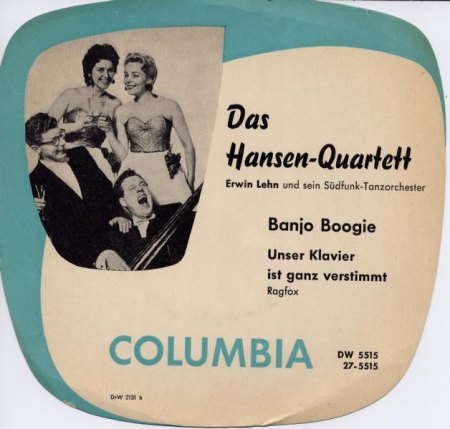 Das
Hansen-Quartett
Erwin Lehn und sein Südfunk-Tanzorchester
Banjo Boogie
Unser Klavier
ist ganz verstimmt
Ragfox
COLUMBIA
DW 5515
27-5515
DrW 2131 h